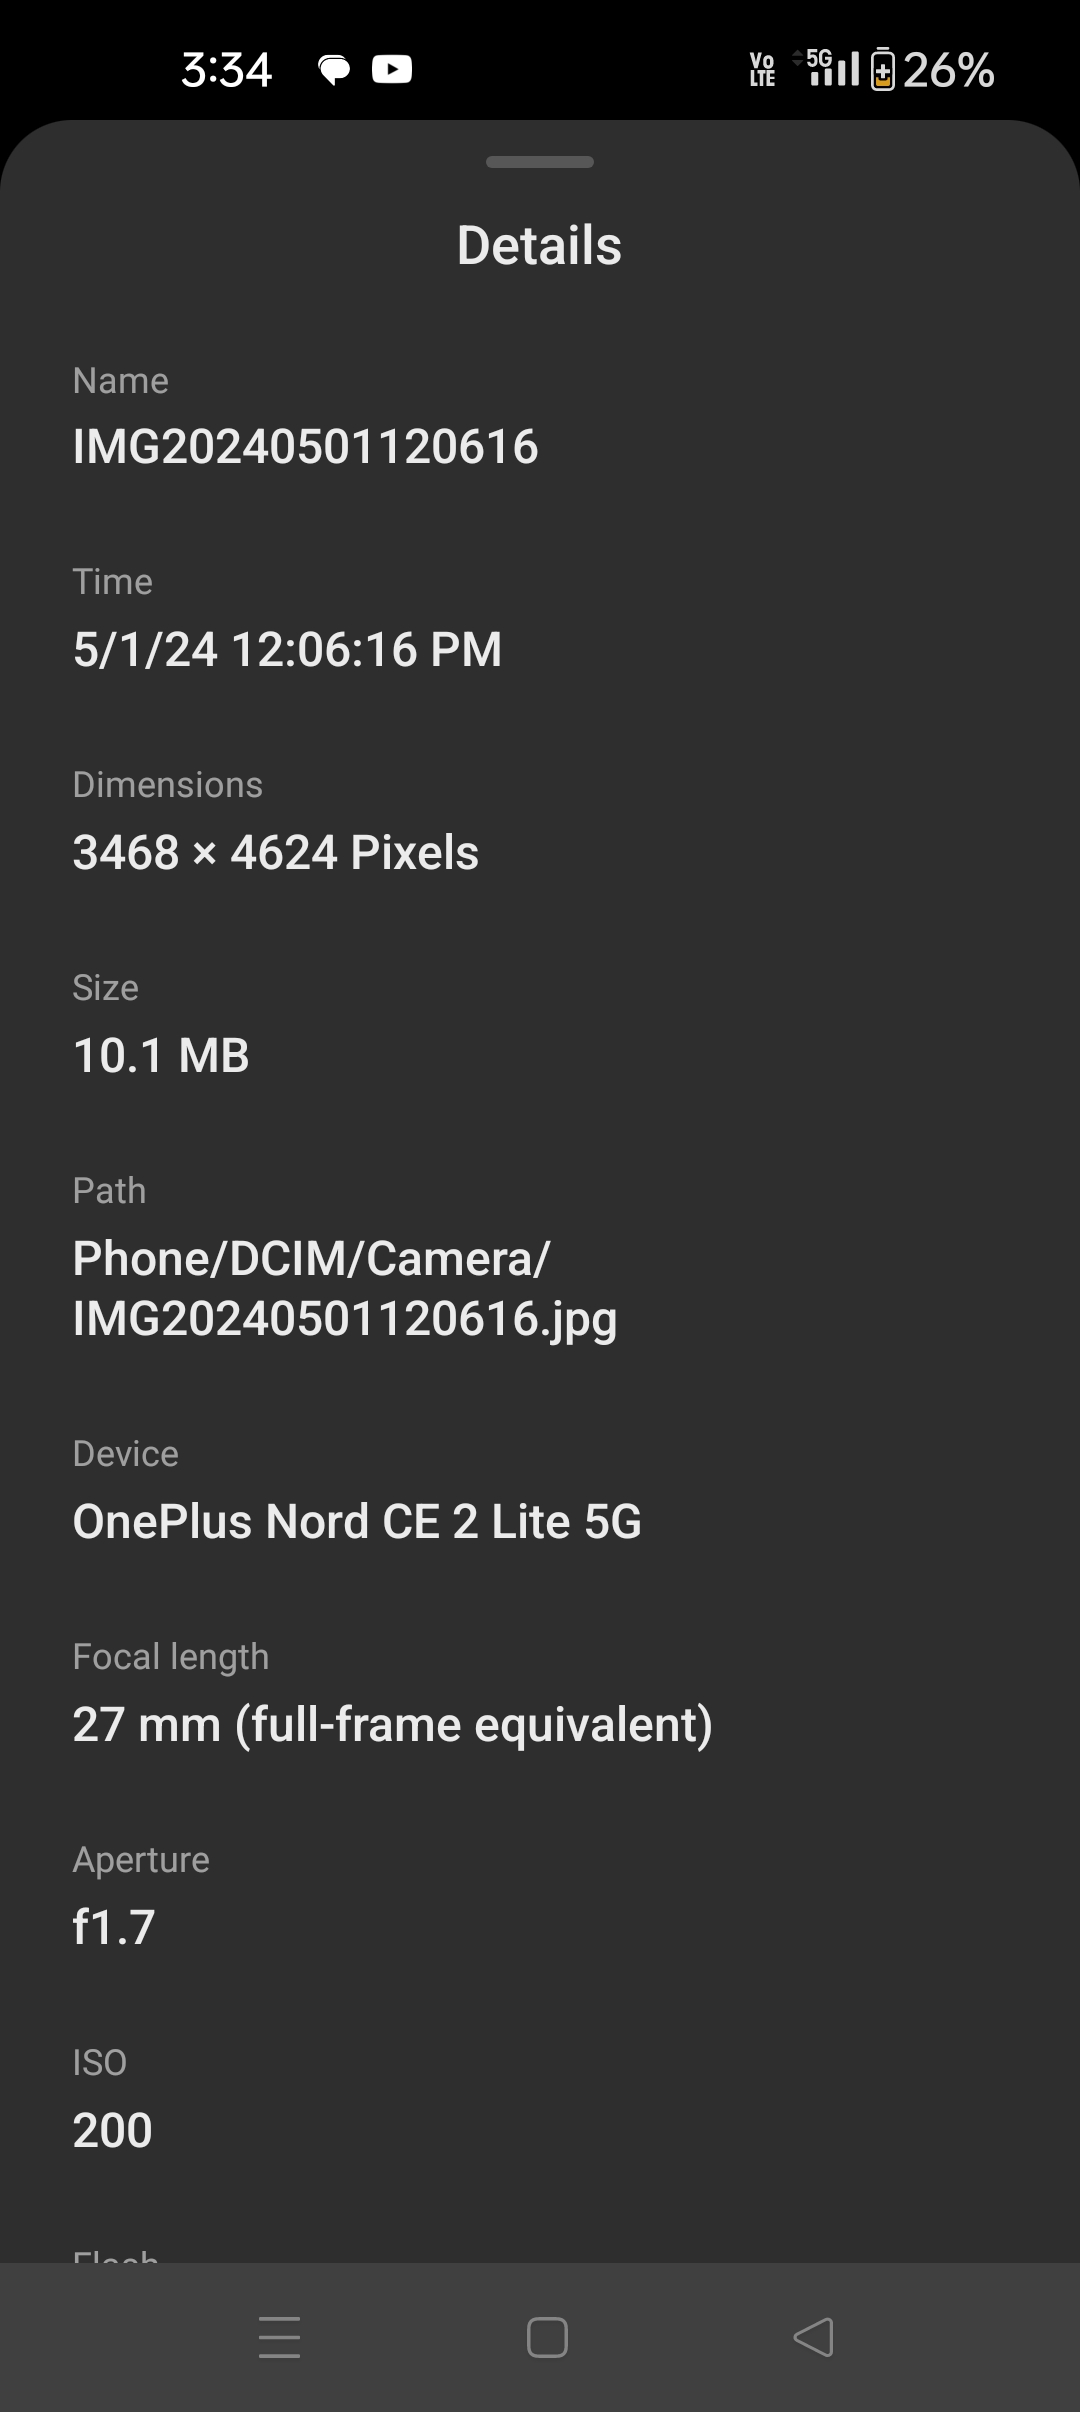 3:34 Vo LTE 5G 26%
Details
Name
IMG20240501120616
Time
5/1/24 12:06:16 PM
Dimensions
3468 × 4624 Pixels
Size
10.1 MB
Path
Phone/DCIM/Camera/
IMG20240501120616.jpg
Device
OnePlus Nord CE 2 Lite 5G
Focal length
27 mm (full-frame equivalent)
Aperture
f1.7
ISO
200
Flash